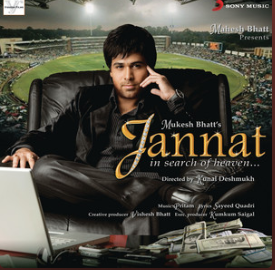 SONY MUSIC
Mukesh Bhatt
Presents
Mukesh Bhatt's
Jannat
in search of heaven...
Directed by Kunal Deshmukh
Music Pritam Lyrics Sayeed Quadri
Creative producer Vishesh Bhatt Exec. producer Kumkum Saigal